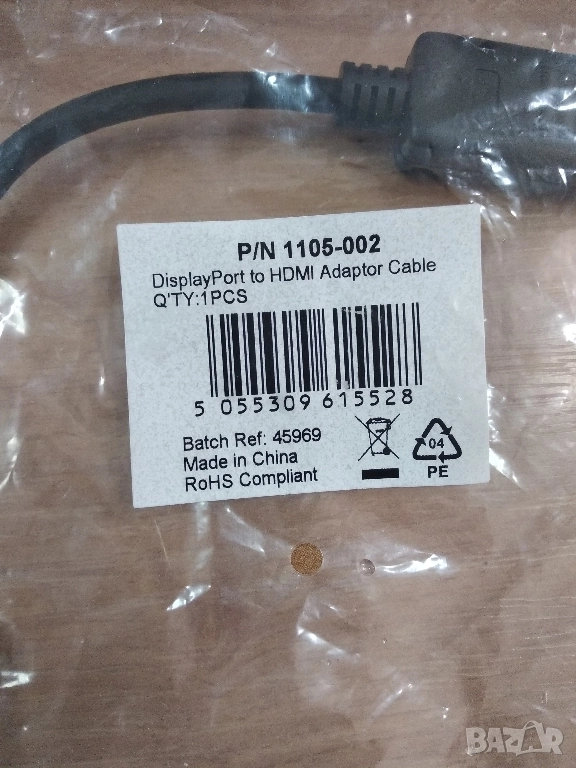 P/N 1105-002
DisplayPort to HDMI Adaptor Cable
Q'TY:1PCS
5 055309 615528
Batch Ref: 45969
Made in China
RoHS Compliant
04
PE
BAZAR